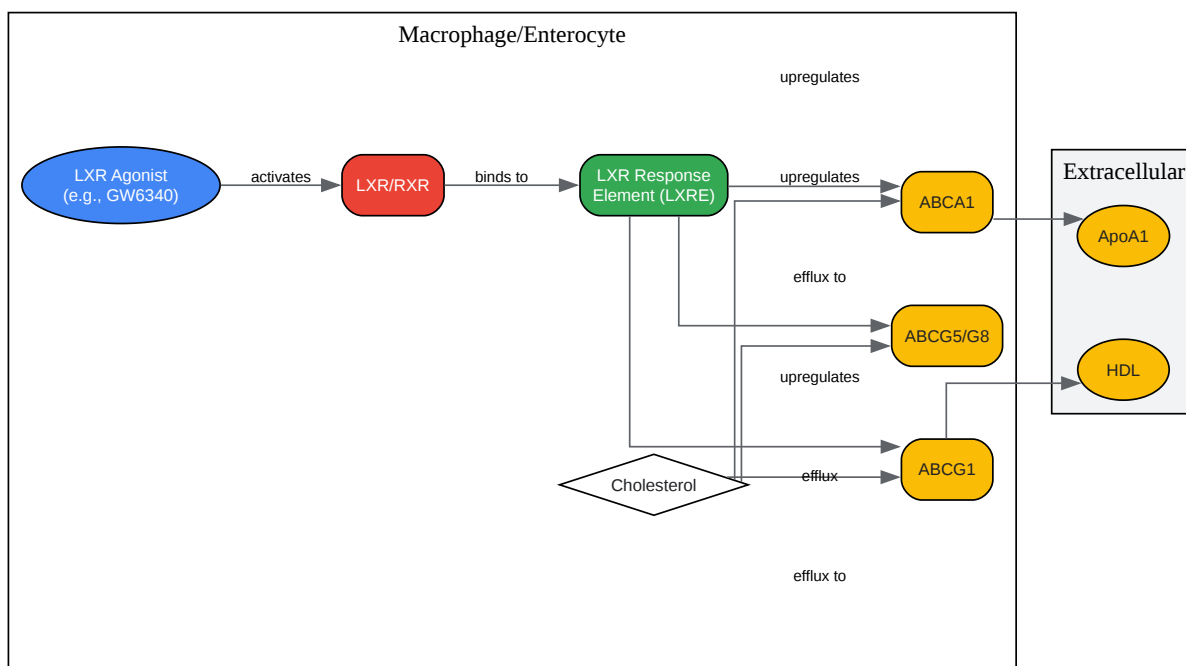 Macrophage/Enterocyte
upregulates
LXR Agonist
(e.g., GW6340)
activates
LXR/RXR
binds to
LXR Response
Element (LXRE)
upregulates
ABCA1
Extracellular
ApoA1
efflux to
ABCG5/G8
upregulates
HDL
Cholesterol
efflux
ABCG1
efflux to